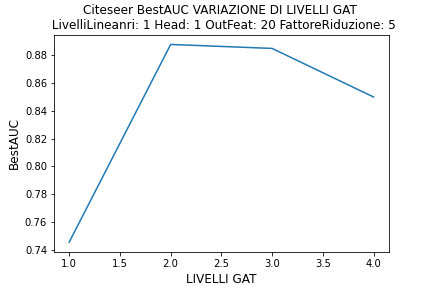 Citeseer BestAUC VARIAZIONE DI LIVELLI GAT
LivelliLineanri: 1 Head: 1 OutFeat: 20 FattoreRiduzione: 5
BestAUC
0.88
0.86
0.84
0.82
0.80
0.78
0.76
0.74
1.0 1.5 2.0 2.5 3.0 3.5 4.0
LIVELLI GAT